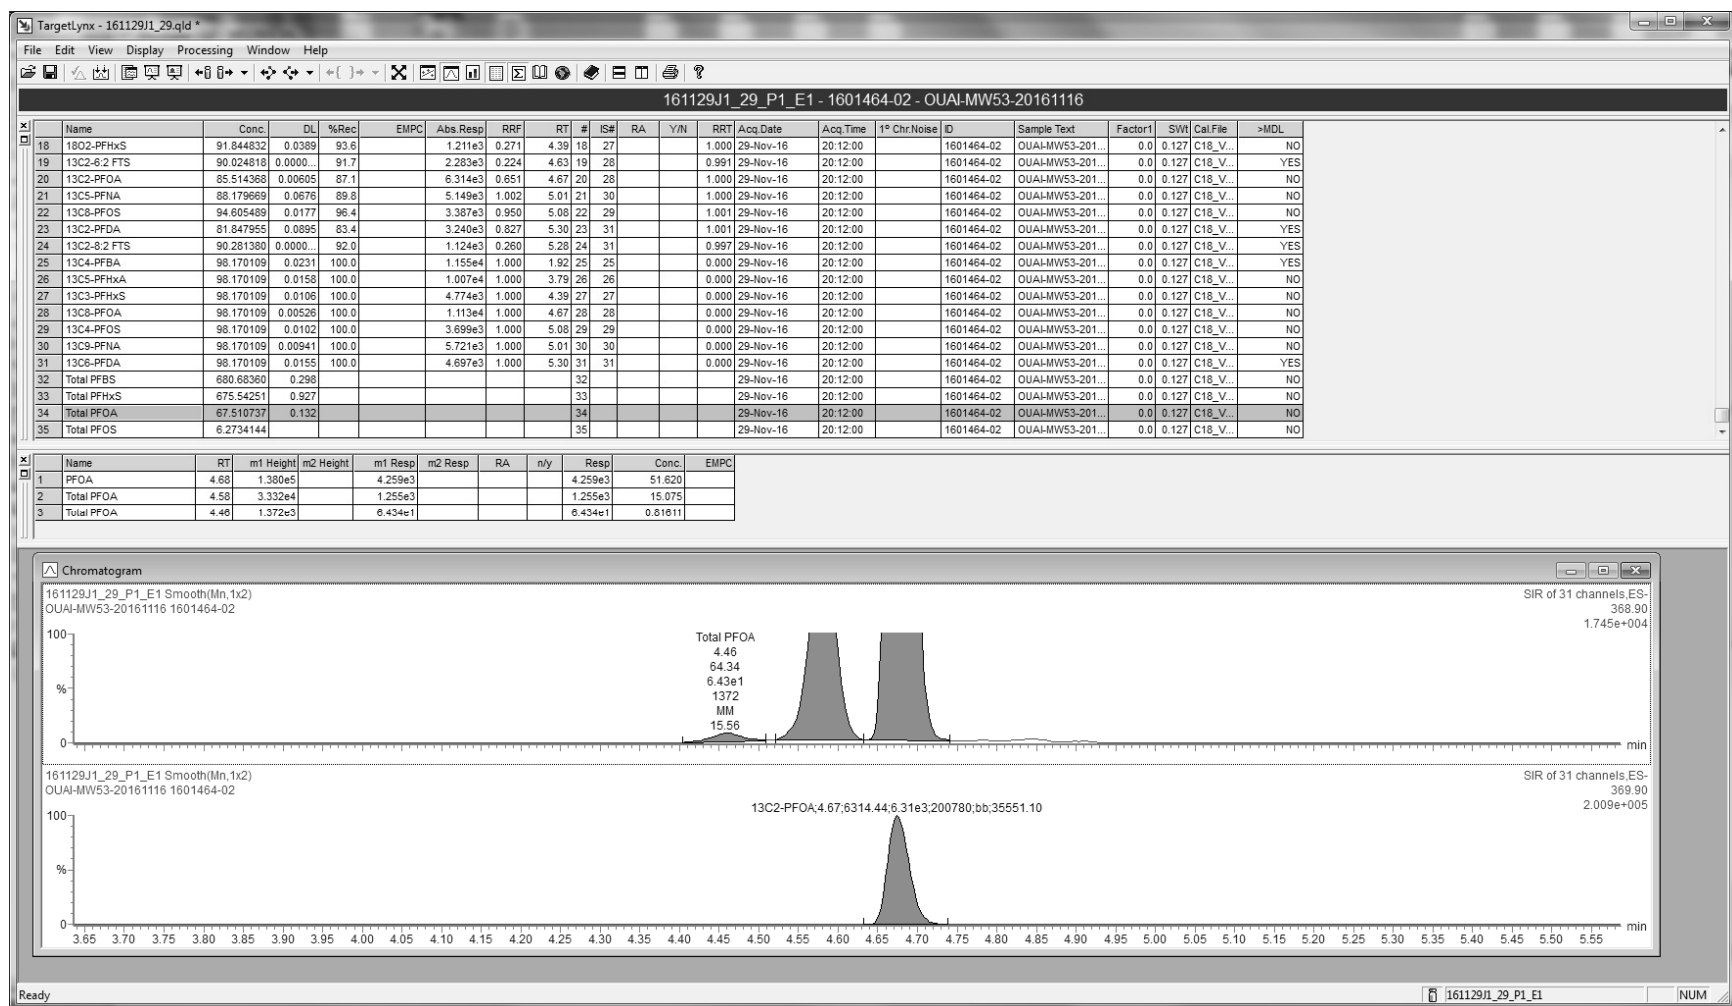 TargetLynx - 161129J1_29.qld *
File Edit View Display Processing Window Help
161129J1_29_P1_E1 - 1601464-02 - OUAI-MW53-20161116
Name Conc. DL %Rec EMPC Abs.Resp RRF RT # IS# RA Y/N RRT Acq.Date Acq.Time 1° Chr.Noise ID Sample Text Factor1 SWt Cal.File >MDL
18 18O2-PFHxS 91.844832 0.0389 93.6 1.211e3 0.271 4.39 18 27 1.000 29-Nov-16 20:12:00 1601464-02 OUAI-MW53-201... 0.0 0.127 C18_V... NO
19 13C2-6:2 FTS 90.024818 0.0000... 91.7 2.283e3 0.224 4.63 19 28 0.991 29-Nov-16 20:12:00 1601464-02 OUAI-MW53-201... 0.0 0.127 C18_V... YES
20 13C2-PFOA 85.514368 0.00605 87.1 6.314e3 0.651 4.67 20 28 1.000 29-Nov-16 20:12:00 1601464-02 OUAI-MW53-201... 0.0 0.127 C18_V... NO
21 13C5-PFNA 88.179669 0.0676 89.8 5.149e3 1.002 5.01 21 30 1.000 29-Nov-16 20:12:00 1601464-02 OUAI-MW53-201... 0.0 0.127 C18_V... NO
22 13C8-PFOS 94.605489 0.0177 96.4 3.387e3 0.950 5.08 22 29 1.001 29-Nov-16 20:12:00 1601464-02 OUAI-MW53-201... 0.0 0.127 C18_V... NO
23 13C2-PFDA 81.847955 0.0895 83.4 3.240e3 0.827 5.30 23 31 1.001 29-Nov-16 20:12:00 1601464-02 OUAI-MW53-201... 0.0 0.127 C18_V... YES
24 13C2-8:2 FTS 90.281380 0.0000... 92.0 1.124e3 0.260 5.28 24 31 0.997 29-Nov-16 20:12:00 1601464-02 OUAI-MW53-201... 0.0 0.127 C18_V... YES
25 13C4-PFBA 98.170109 0.0231 100.0 1.155e4 1.000 1.92 25 25 0.000 29-Nov-16 20:12:00 1601464-02 OUAI-MW53-201... 0.0 0.127 C18_V... YES
26 13C5-PFHxA 98.170109 0.0158 100.0 1.007e4 1.000 3.79 26 26 0.000 29-Nov-16 20:12:00 1601464-02 OUAI-MW53-201... 0.0 0.127 C18_V... NO
27 13C3-PFHxS 98.170109 0.0106 100.0 4.774e3 1.000 4.39 27 27 0.000 29-Nov-16 20:12:00 1601464-02 OUAI-MW53-201... 0.0 0.127 C18_V... NO
28 13C8-PFOA 98.170109 0.00526 100.0 1.113e4 1.000 4.67 28 28 0.000 29-Nov-16 20:12:00 1601464-02 OUAI-MW53-201... 0.0 0.127 C18_V... NO
29 13C4-PFOS 98.170109 0.0102 100.0 3.699e3 1.000 5.08 29 29 0.000 29-Nov-16 20:12:00 1601464-02 OUAI-MW53-201... 0.0 0.127 C18_V... NO
30 13C9-PFNA 98.170109 0.00941 100.0 5.721e3 1.000 5.01 30 30 0.000 29-Nov-16 20:12:00 1601464-02 OUAI-MW53-201... 0.0 0.127 C18_V... NO
31 13C6-PFDA 98.170109 0.0155 100.0 4.697e3 1.000 5.30 31 31 0.000 29-Nov-16 20:12:00 1601464-02 OUAI-MW53-201... 0.0 0.127 C18_V... YES
32 Total PFBS 680.68360 0.298 32 29-Nov-16 20:12:00 1601464-02 OUAI-MW53-201... 0.0 0.127 C18_V... NO
33 Total PFHxS 675.54251 0.927 33 29-Nov-16 20:12:00 1601464-02 OUAI-MW53-201... 0.0 0.127 C18_V... NO
34 Total PFOA 67.510737 0.132 34 29-Nov-16 20:12:00 1601464-02 OUAI-MW53-201... 0.0 0.127 C18_V... NO
35 Total PFOS 6.2734144 35 29-Nov-16 20:12:00 1601464-02 OUAI-MW53-201... 0.0 0.127 C18_V... NO
Name RT m1 Height m2 Height m1 Resp m2 Resp RA n/y Resp Conc. EMPC
1 PFOA 4.68 1.380e5 4.259e3 4.259e3 51.620
2 Total PFOA 4.58 3.332e4 1.255e3 1.255e3 15.075
3 Total PFOA 4.46 1.372e3 6.434e1 6.434e1 0.81611
Chromatogram
161129J1_29_P1_E1 Smooth(Mn,1x2)
OUAI-MW53-20161116 1601464-02
SIR of 31 channels,ES-
368.90
1.745e+004
100
%
0
Total PFOA
4.46
64.34
6.43e1
1372
MM
15.56
min
161129J1_29_P1_E1 Smooth(Mn,1x2)
OUAI-MW53-20161116 1601464-02
SIR of 31 channels,ES-
369.90
2.009e+005
13C2-PFOA;4.67;6314.44;6.31e3;200780;bb;35551.10
100
%
0
min
3.65 3.70 3.75 3.80 3.85 3.90 3.95 4.00 4.05 4.10 4.15 4.20 4.25 4.30 4.35 4.40 4.45 4.50 4.55 4.60 4.65 4.70 4.75 4.80 4.85 4.90 4.95 5.00 5.05 5.10 5.15 5.20 5.25 5.30 5.35 5.40 5.45 5.50 5.55
Ready
161129J1_29_P1_E1
NUM